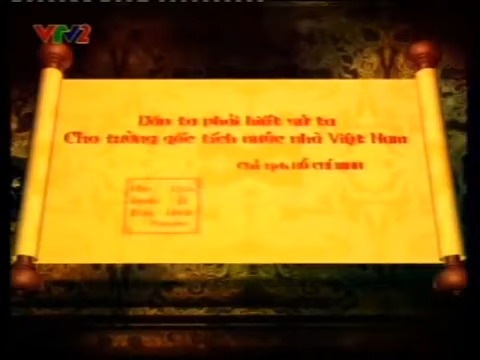 VTV2
Dân ta phải biết sử ta
Cho tường gốc tích nước nhà Việt Nam
Chủ tịch HỒ CHÍ MINH